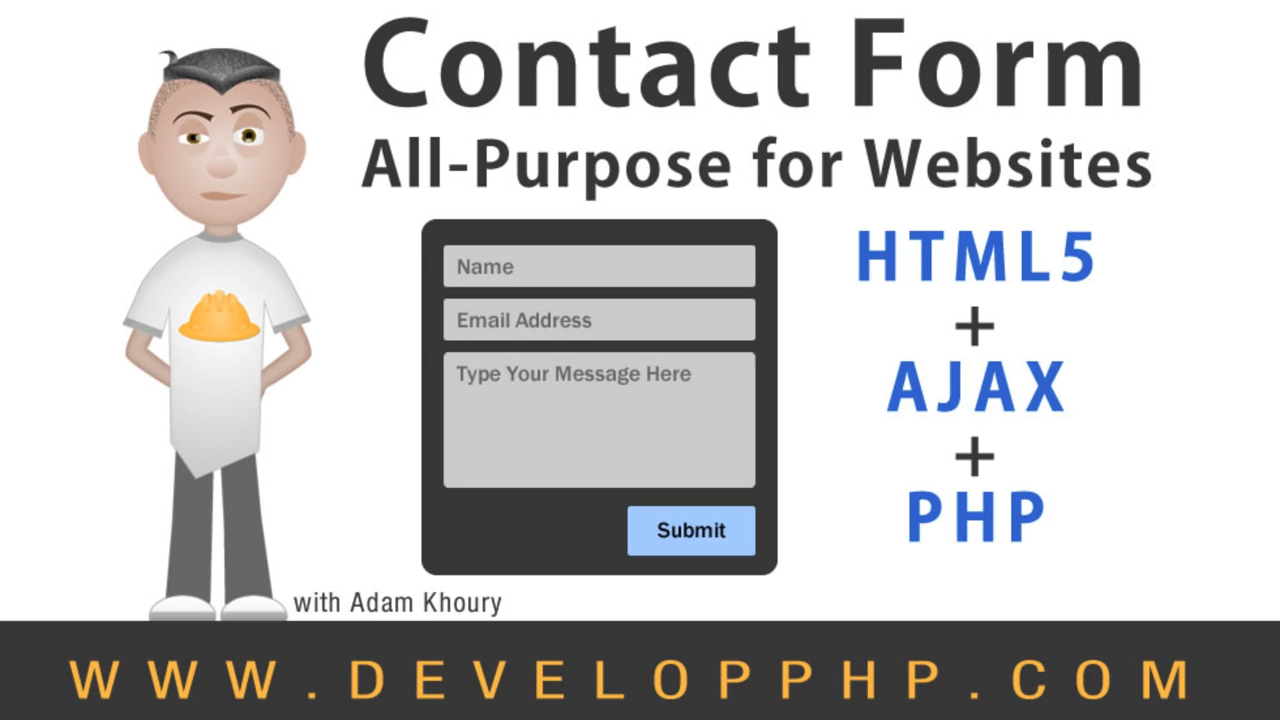 Contact Form
All-Purpose for Websites
Name
Email Address
Type Your Message Here
Submit
HTML5
+
AJAX
+
PHP
with Adam Khoury
WWW.DEVELOPPHP.COM